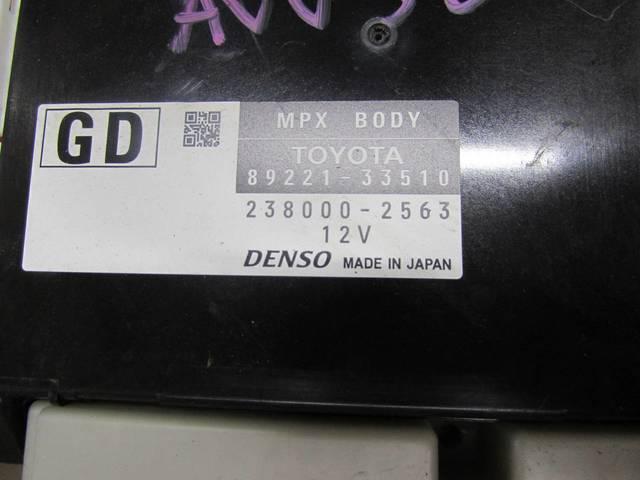 GD
MPX BODY
TOYOTA
89221-33510
238000-2563
12V
DENSO MADE IN JAPAN